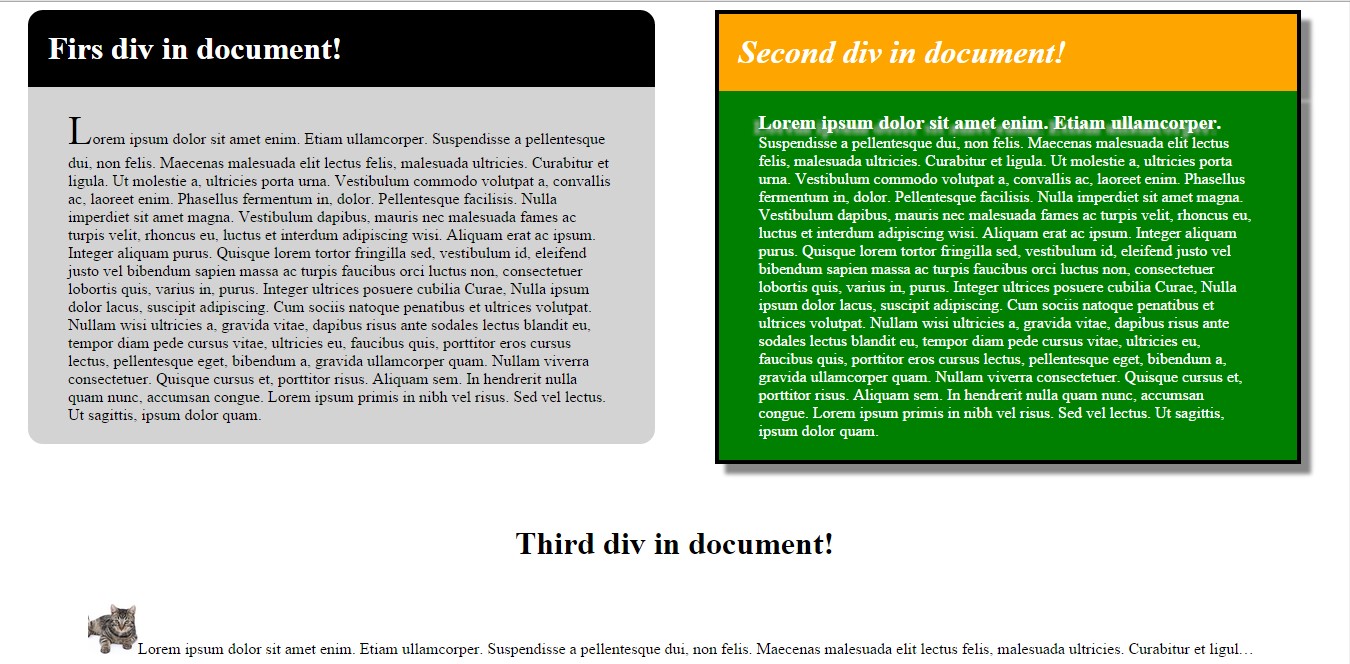 Firs div in document!
Lorem ipsum dolor sit amet enim. Etiam ullamcorper. Suspendisse a pellentesque
dui, non felis. Maecenas malesuada elit lectus felis, malesuada ultricies. Curabitur et
ligula. Ut molestie a, ultricies porta urna. Vestibulum commodo volutpat a, convallis
ac, laoreet enim. Phasellus fermentum in, dolor. Pellentesque facilisis. Nulla
imperdiet sit amet magna. Vestibulum dapibus, mauris nec malesuada fames ac
turpis velit, rhoncus eu, luctus et interdum adipiscing wisi. Aliquam erat ac ipsum.
Integer aliquam purus. Quisque lorem tortor fringilla sed, vestibulum id, eleifend
justo vel bibendum sapien massa ac turpis faucibus orci luctus non, consectetuer
lobortis quis, varius in, purus. Integer ultrices posuere cubilia Curae, Nulla ipsum
dolor lacus, suscipit adipiscing. Cum sociis natoque penatibus et ultrices volutpat.
Nullam wisi ultricies a, gravida vitae, dapibus risus ante sodales lectus blandit eu,
tempor diam pede cursus vitae, ultricies eu, faucibus quis, porttitor eros cursus
lectus, pellentesque eget, bibendum a, gravida ullamcorper quam. Nullam viverra
consectetuer. Quisque cursus et, porttitor risus. Aliquam sem. In hendrerit nulla
quam nunc, accumsan congue. Lorem ipsum primis in nibh vel risus. Sed vel lectus.
Ut sagittis, ipsum dolor quam.
Second div in document!
Lorem ipsum dolor sit amet enim. Etiam ullamcorper.
Suspendisse a pellentesque dui, non felis. Maecenas malesuada elit lectus
felis, malesuada ultricies. Curabitur et ligula. Ut molestie a, ultricies porta
urna. Vestibulum commodo volutpat a, convallis ac, laoreet enim. Phasellus
fermentum in, dolor. Pellentesque facilisis. Nulla imperdiet sit amet magna.
Vestibulum dapibus, mauris nec malesuada fames ac turpis velit, rhoncus eu,
luctus et interdum adipiscing wisi. Aliquam erat ac ipsum. Integer aliquam
purus. Quisque lorem tortor fringilla sed, vestibulum id, eleifend justo vel
bibendum sapien massa ac turpis faucibus orci luctus non, consectetuer
lobortis quis, varius in, purus. Integer ultrices posuere cubilia Curae, Nulla
ipsum dolor lacus, suscipit adipiscing. Cum sociis natoque penatibus et
ultrices volutpat. Nullam wisi ultricies a, gravida vitae, dapibus risus ante
sodales lectus blandit eu, tempor diam pede cursus vitae, ultricies eu,
faucibus quis, porttitor eros cursus lectus, pellentesque eget, bibendum a,
gravida ullamcorper quam. Nullam viverra consectetuer. Quisque cursus et,
porttitor risus. Aliquam sem. In hendrerit nulla quam nunc, accumsan
congue. Lorem ipsum primis in nibh vel risus. Sed vel lectus. Ut sagittis,
ipsum dolor quam.
Third div in document!
Lorem ipsum dolor sit amet enim. Etiam ullamcorper. Suspendisse a pellentesque dui, non felis. Maecenas malesuada elit lectus felis, malesuada ultricies. Curabitur et ligul…